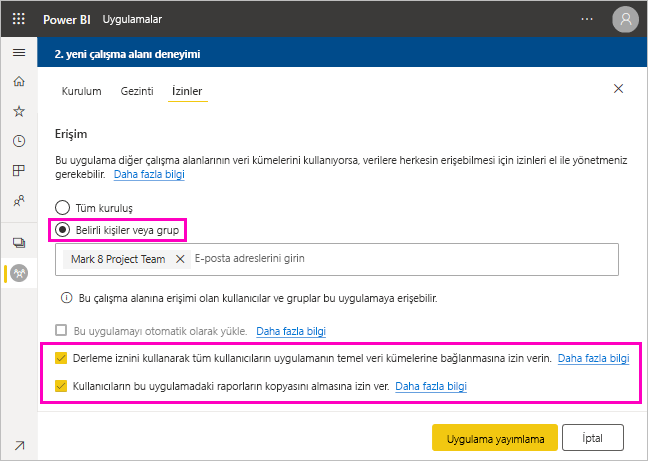 Power BI Uygulamalar
2. yeni çalışma alanı deneyimi
Kurulum Gezinti İzinler
Erişim
Bu uygulama diğer çalışma alanlarının veri kümelerini kullanıyorsa, verilere herkesin erişebilmesi için izinleri el ile yönetmeniz
gerekebilir. Daha fazla bilgi
Tüm kuruluş
Belirli kişiler veya grup
Mark 8 Project Team E-posta adreslerini girin
Bu çalışma alanına erişimi olan kullanıcılar ve gruplar bu uygulamaya erişebilir.
Bu uygulamayı otomatik olarak yükle. Daha fazla bilgi
Derleme iznini kullanarak tüm kullanıcıların uygulamanın temel veri kümelerine bağlanmasına izin verin. Daha fazla bilgi
Kullanıcıların bu uygulamadaki raporların kopyasını almasına izin ver. Daha fazla bilgi
Uygulama yayımlama İptal